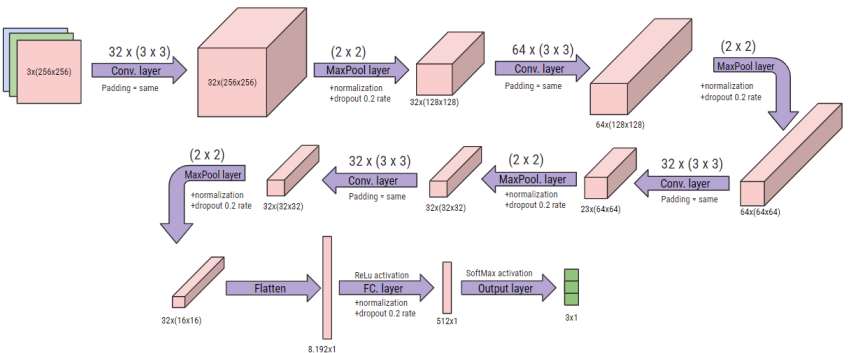 3x(256x256)
32 x (3 x 3)
Conv. layer
Padding = same
32x(256x256)
(2 x 2)
MaxPool layer
+normalization
+dropout 0.2 rate
32x(128x128)
64 x (3 x 3)
Conv. layer
Padding = same
64x(128x128)
(2 x 2)
MaxPool layer
+normalization
+dropout 0.2 rate
64x(64x64)
32 x (3 x 3)
Conv. layer
Padding = same
23x(64x64)
(2 x 2)
MaxPool. layer
+normalization
+dropout 0.2 rate
32x(32x32)
32 x (3 x 3)
Conv. layer
Padding = same
32x(32x32)
(2 x 2)
MaxPool layer
+normalization
+dropout 0.2 rate
32x(16x16)
Flatten
8.192x1
ReLu activation
FC. layer
+normalization
+dropout 0.2 rate
512x1
SoftMax activation
Output layer
3x1